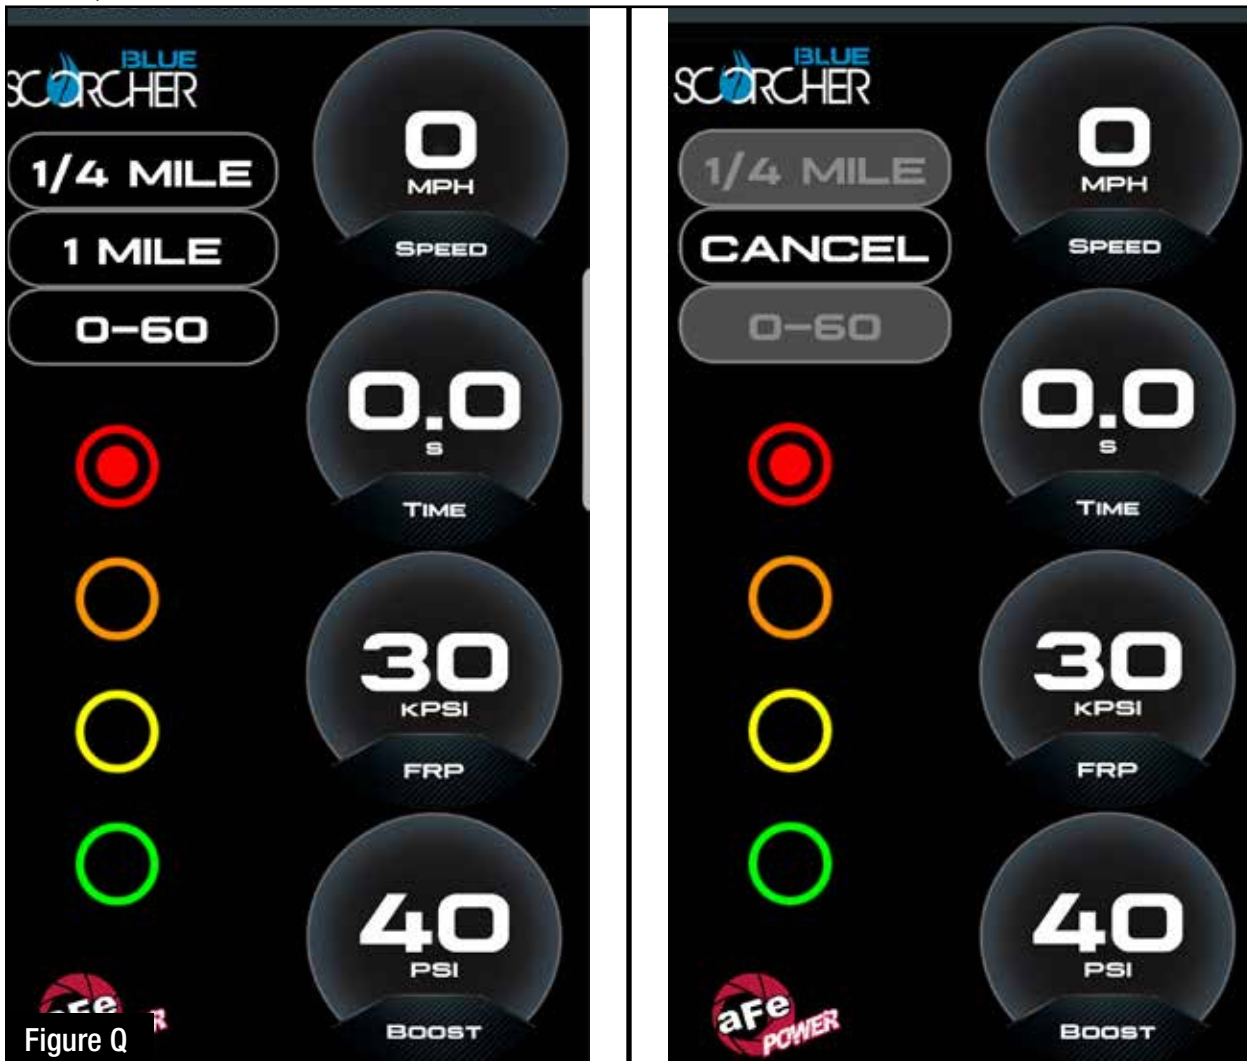 BLUE
SCORCHER
1/4 MILE
1 MILE
0-60
0
MPH
SPEED
0.0
S
TIME
30
KPSI
FRP
40
PSI
BOOST
aFe
Figure Q
BLUE
SCORCHER
1/4 MILE
CANCEL
0-60
0
MPH
SPEED
0.0
S
TIME
30
KPSI
FRP
40
PSI
BOOST
aFe
POWER